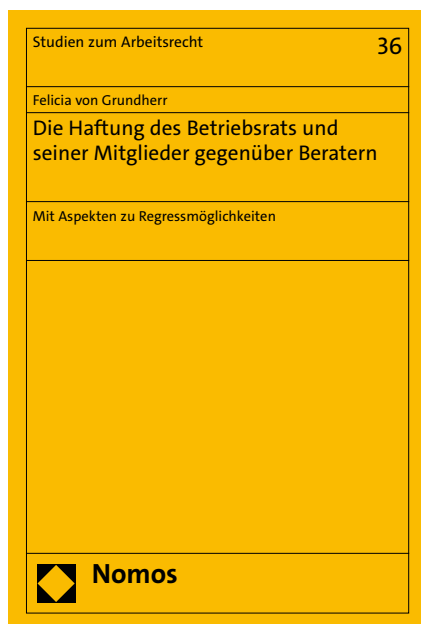 Studien zum Arbeitsrecht
36
Felicia von Grundherr
Die Haftung des Betriebsrats und
seiner Mitglieder gegenüber Beratern
Mit Aspekten zu Regressmöglichkeiten
Nomos